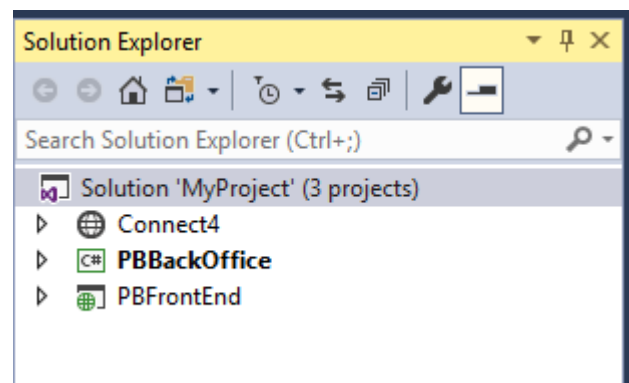 Solution Explorer
Search Solution Explorer (Ctrl+;)
Solution 'MyProject' (3 projects)
Connect4
C# PBBackOffice
PBFrontEnd